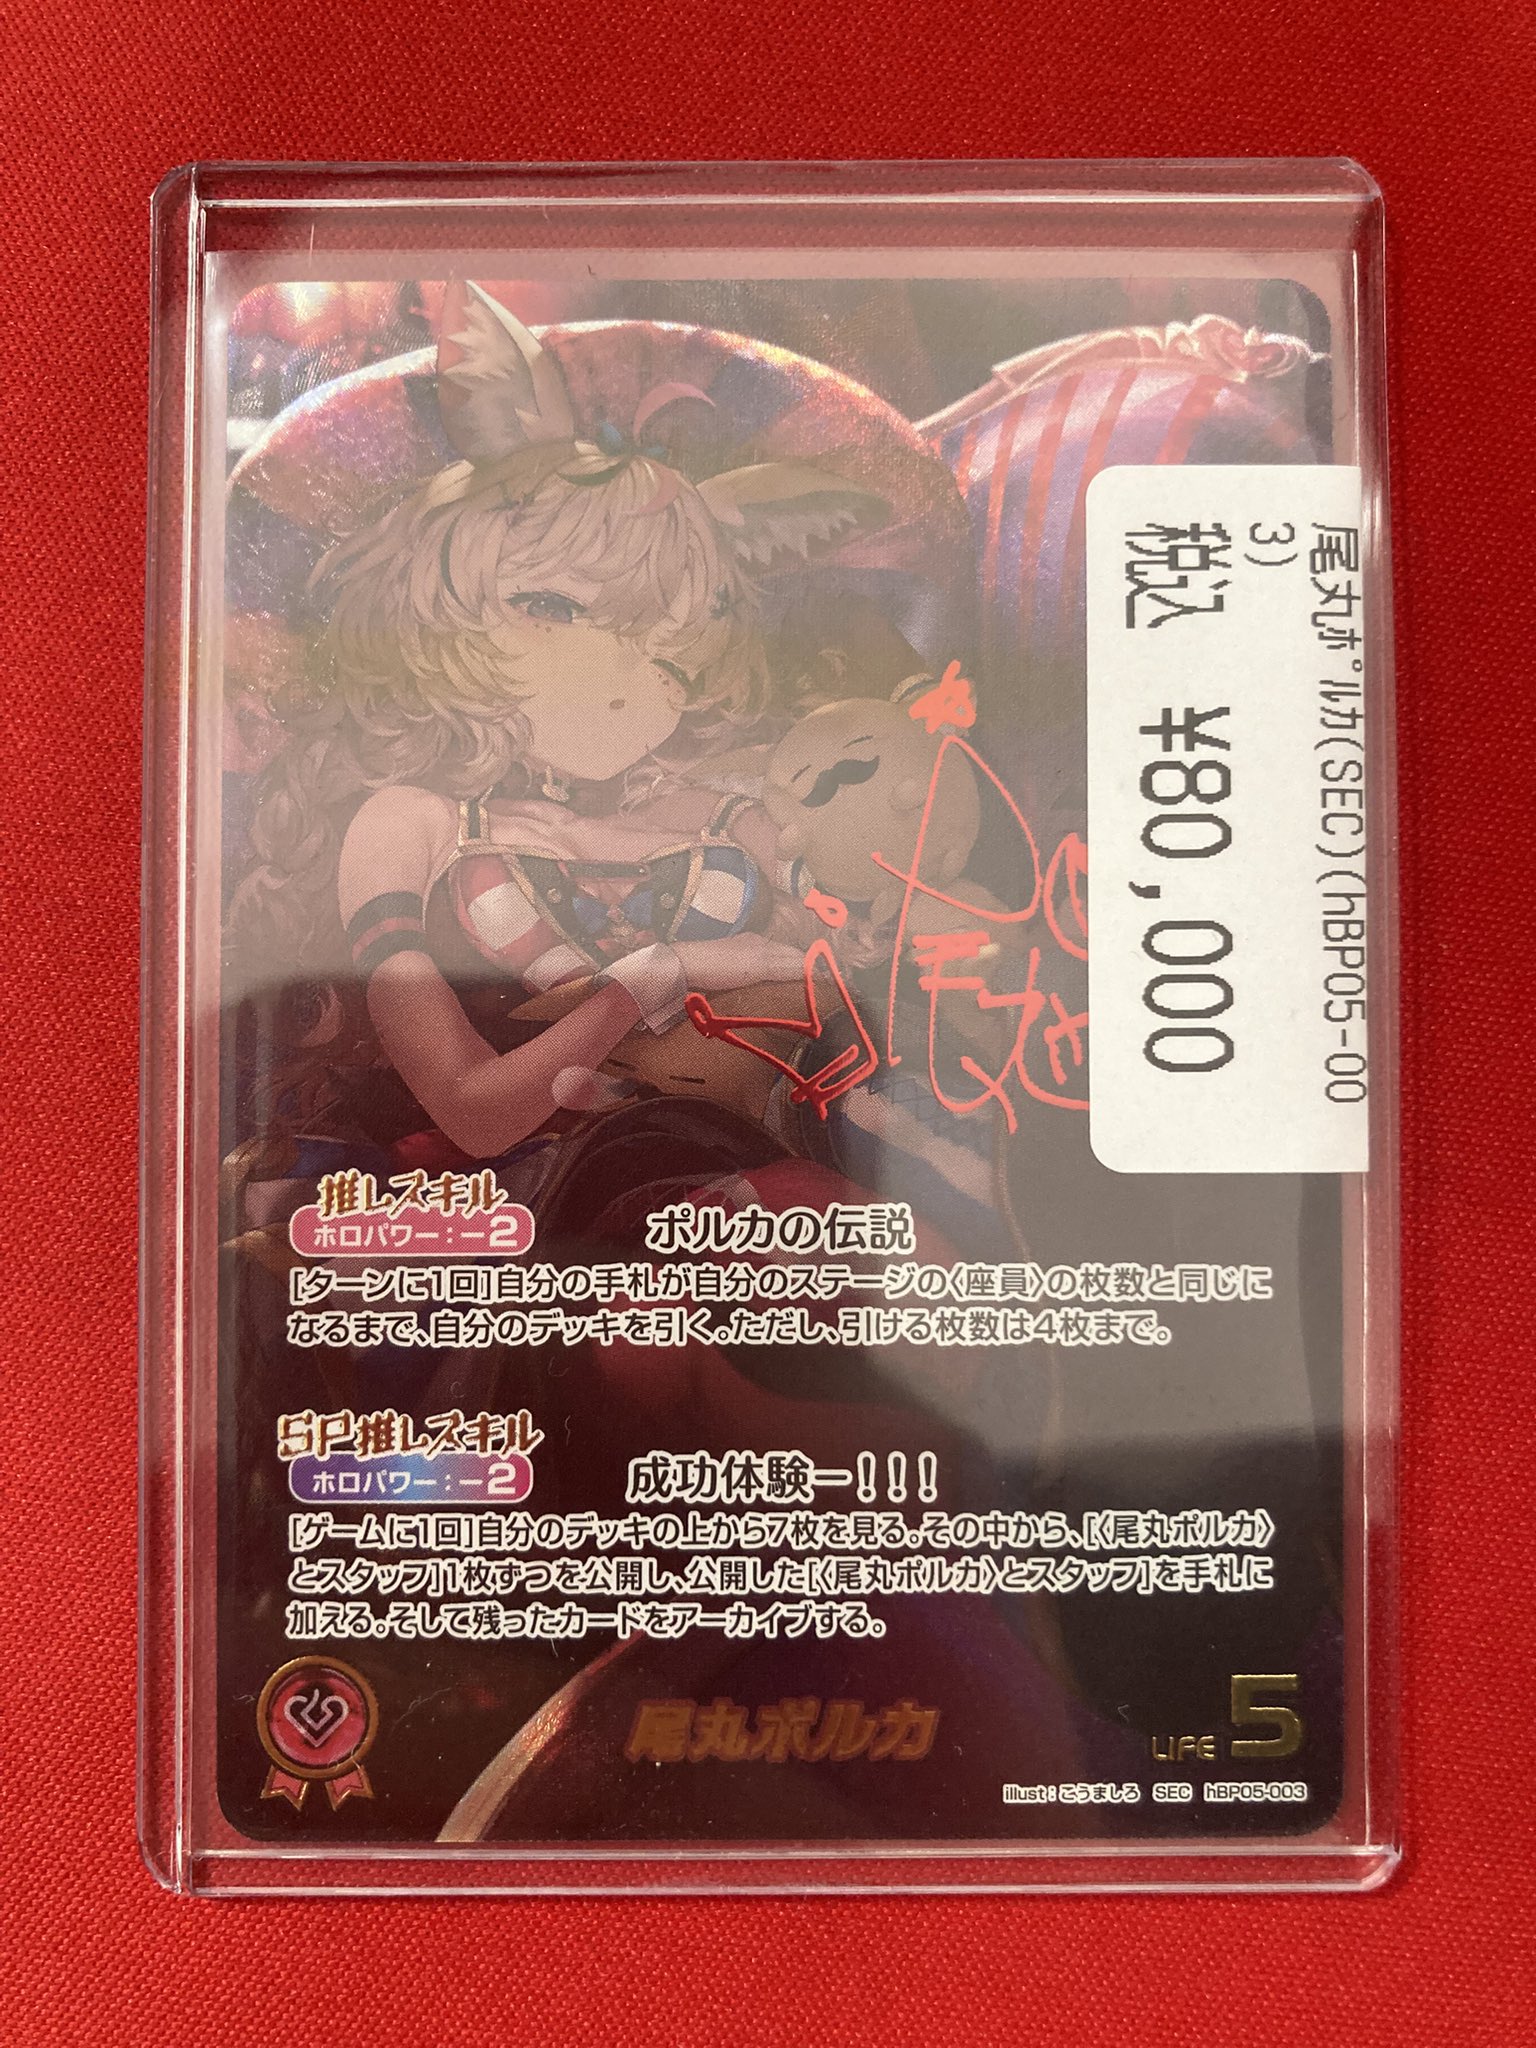 尾丸ﾎﾟﾙｶ(SEC)(hBP05-00
3)
税込 ¥80,000
推しスキル
ホロパワー:-2
ポルカの伝説
[ターンに1回]自分の手札が自分のステージの〈座員〉の枚数と同じに
なるまで、自分のデッキを引く。ただし、引ける枚数は4枚まで。
SP推しスキル
ホロパワー:-2
成功体験ー!!!
[ゲームに1回]自分のデッキの上から7枚を見る。その中から、[〈尾丸ポルカ〉
とスタッフ]1枚ずつを公開し、公開した[〈尾丸ポルカ〉とスタッフ]を手札に
加える。そして残ったカードをアーカイブする。
尾丸ポルカ
LIFE 5
illust:こうましろ SEC hBP05-003